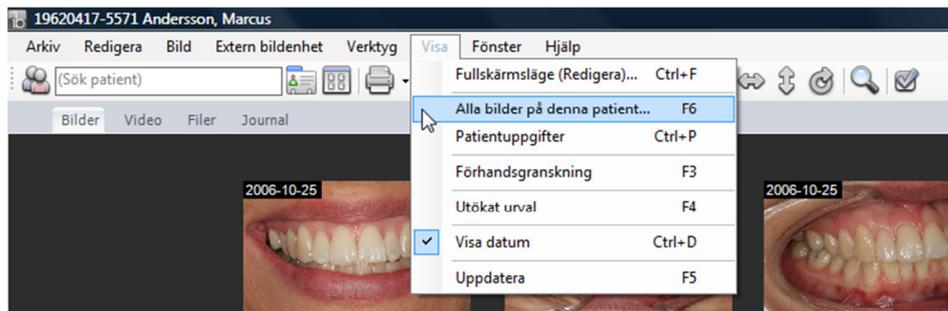 19620417-5571 Andersson, Marcus
Arkiv Redigera Bild Extern bildenhet Verktyg Visa Fönster Hjälp
(Sök patient)
Bilder Video Filer Journal
Fullskärmsläge (Redigera)... Ctrl+F
Alla bilder på denna patient... F6
Patientuppgifter Ctrl+P
Förhandsgranskning F3
Utökat urval F4
Visa datum Ctrl+D
Uppdatera F5
2006-10-25
2006-10-25